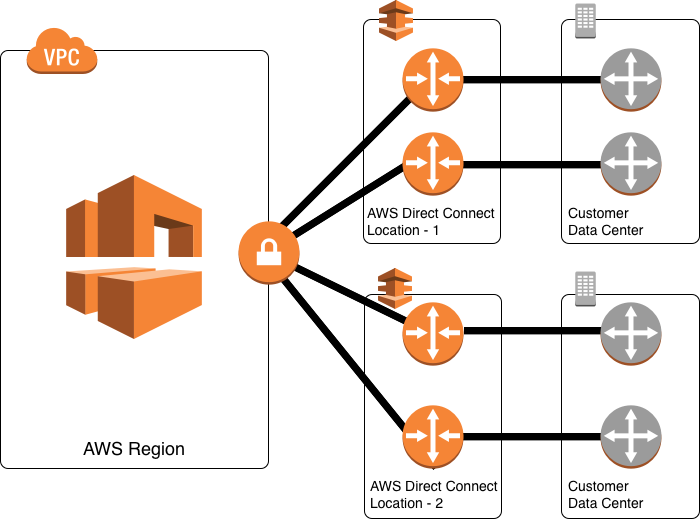 VPC
AWS Region
AWS Direct Connect
Location - 1
Customer
Data Center
AWS Direct Connect
Location - 2
Customer
Data Center